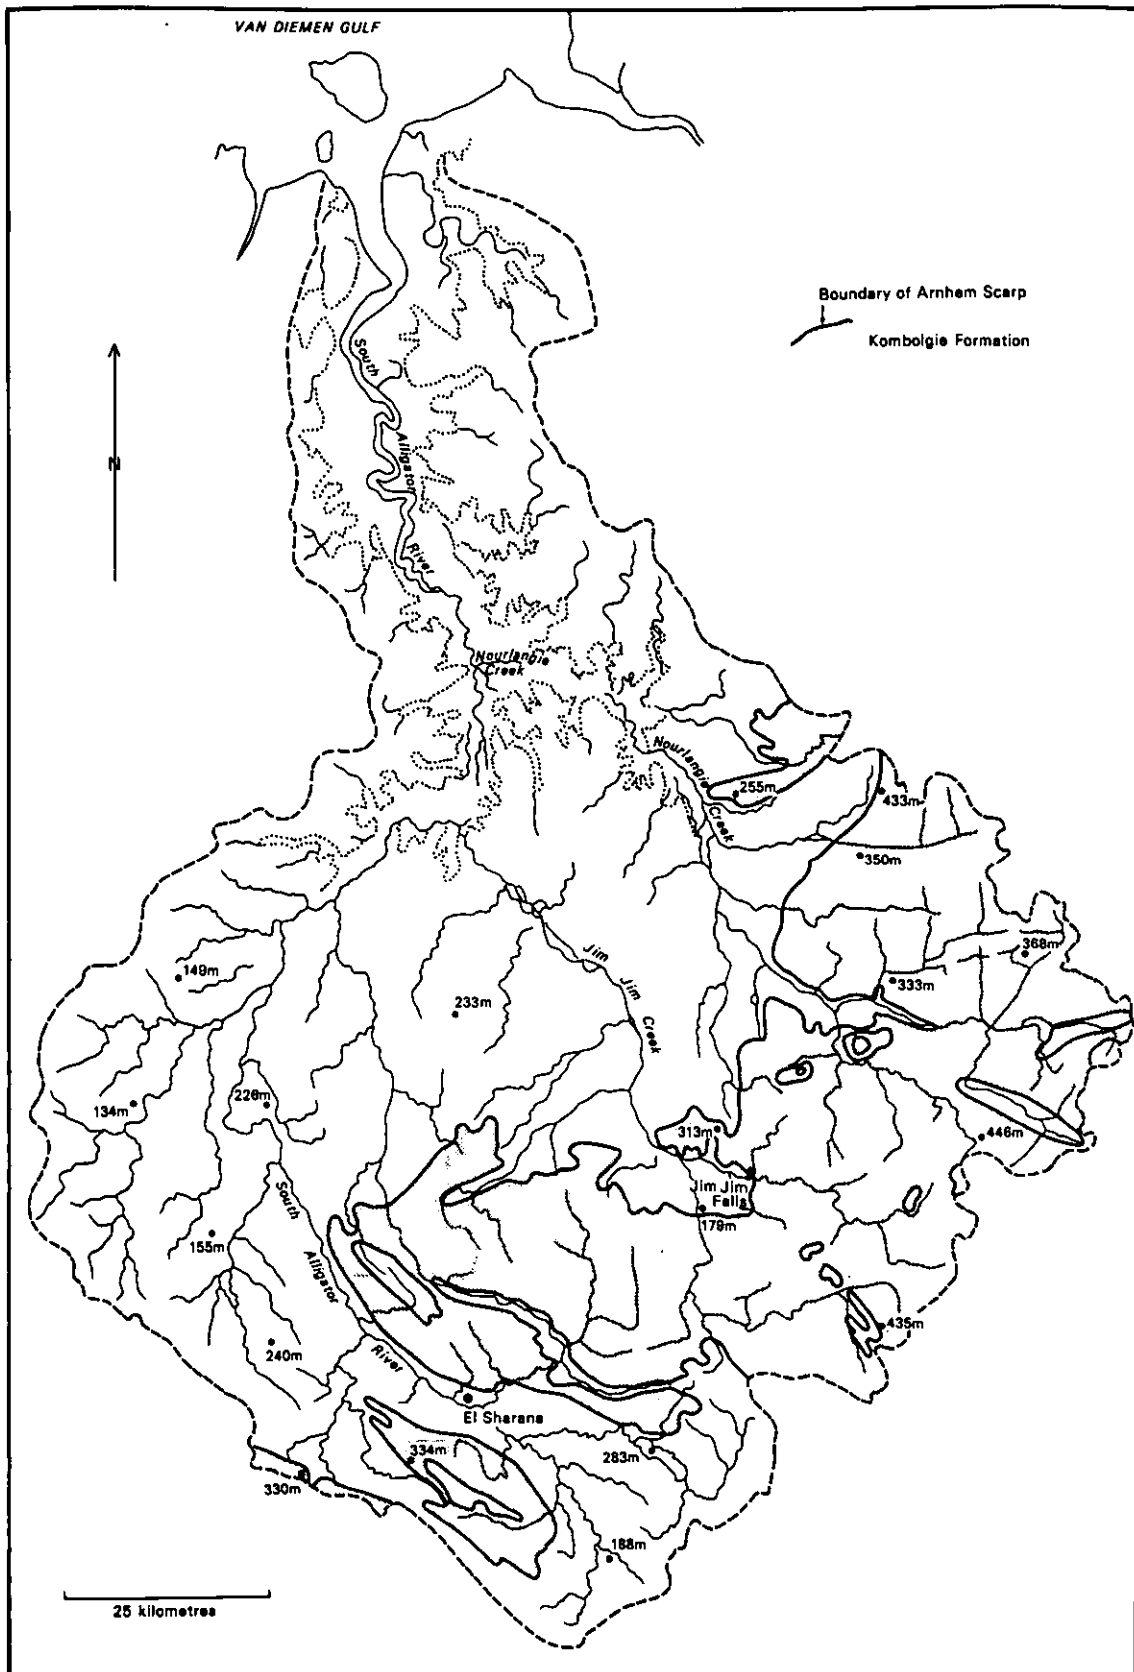 VAN DIEMEN GULF
Boundary of Arnhem Scarp
Kombolgie Formation
N
South
Alligator
River
Nourlangie
Creek
Nourlangie
Creek
255m
433m
350m
368m
333m
149m
233m
Jim
Jim
Creek
134m
226m
313m
446m
Jim Jim
Falls
179m
South
Alligator
River
155m
240m
435m
El Sharana
334m
283m
330m
188m
25 kilometres